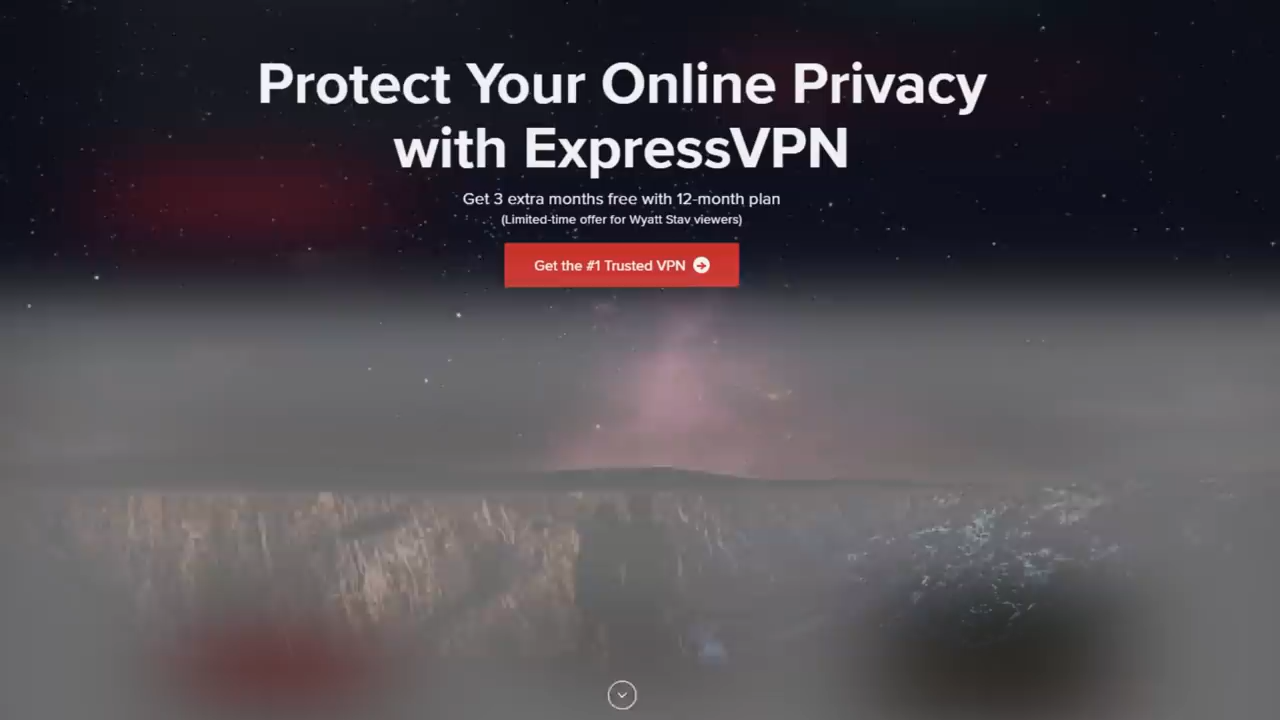 Protect Your Online Privacy
with ExpressVPN
Get 3 extra months free with 12-month plan
(Limited-time offer for Wyatt Stav viewers)
Get the #1 Trusted VPN